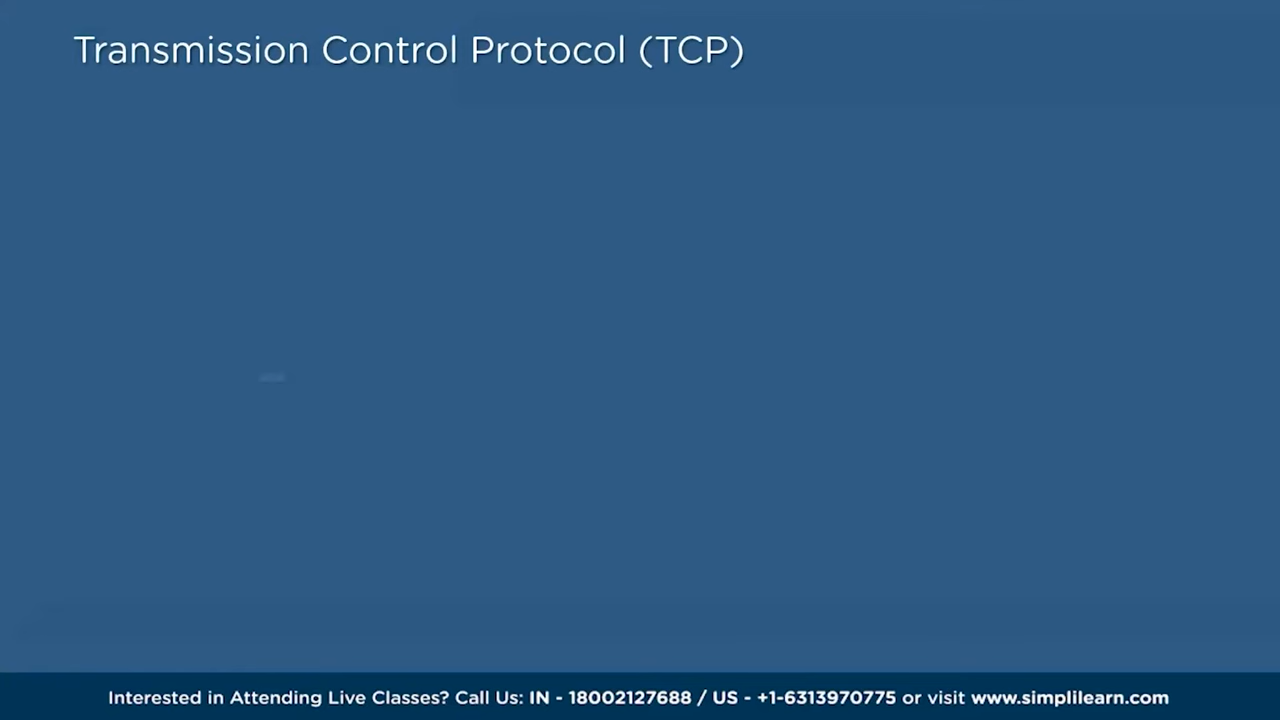 Transmission Control Protocol (TCP)
Interested in Attending Live Classes? Call Us: IN - 18002127688 / US - +1-6313970775 or visit www.simplilearn.com